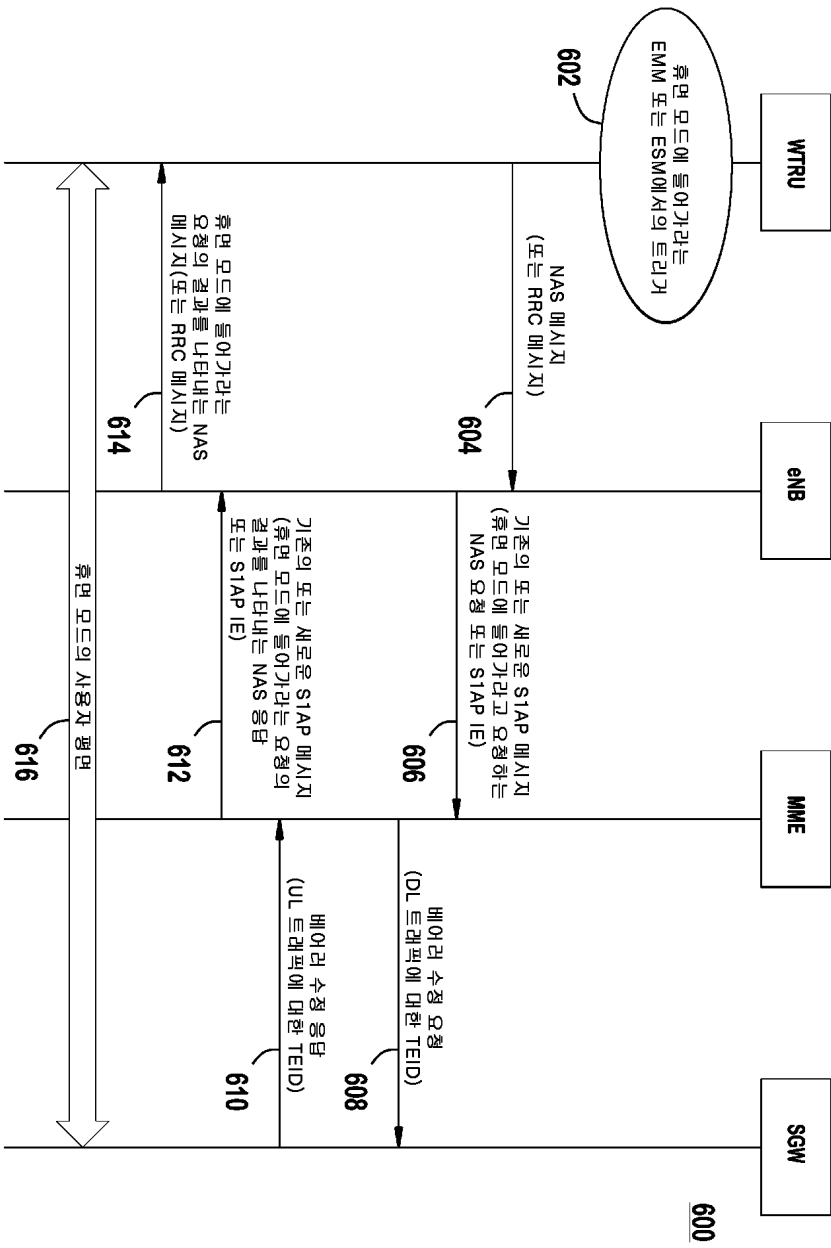 WTRU
eNB
MME
SGW
600
휴면 모드에 들어가라는
EMM 또는 ESM에서의 트리거
602
NAS 메시지
(또는 RRC 메시지)
604
기존의 또는 새로운 S1AP 메시지
(휴면 모드에 들어가라고 요청하는
NAS 요청 또는 S1AP IE)
606
베어러 수정 요청
(DL 트래픽에 대한 TEID)
608
베어러 수정 응답
(UL 트래픽에 대한 TEID)
610
기존의 또는 새로운 S1AP 메시지
(휴면 모드에 들어가라는 요청의
결과를 나타내는 NAS 응답
또는 S1AP IE)
612
휴면 모드에 들어가라는
요청의 결과를 나타내는 NAS
메시지(또는 RRC 메시지)
614
휴면 모드의 사용자 평면
616